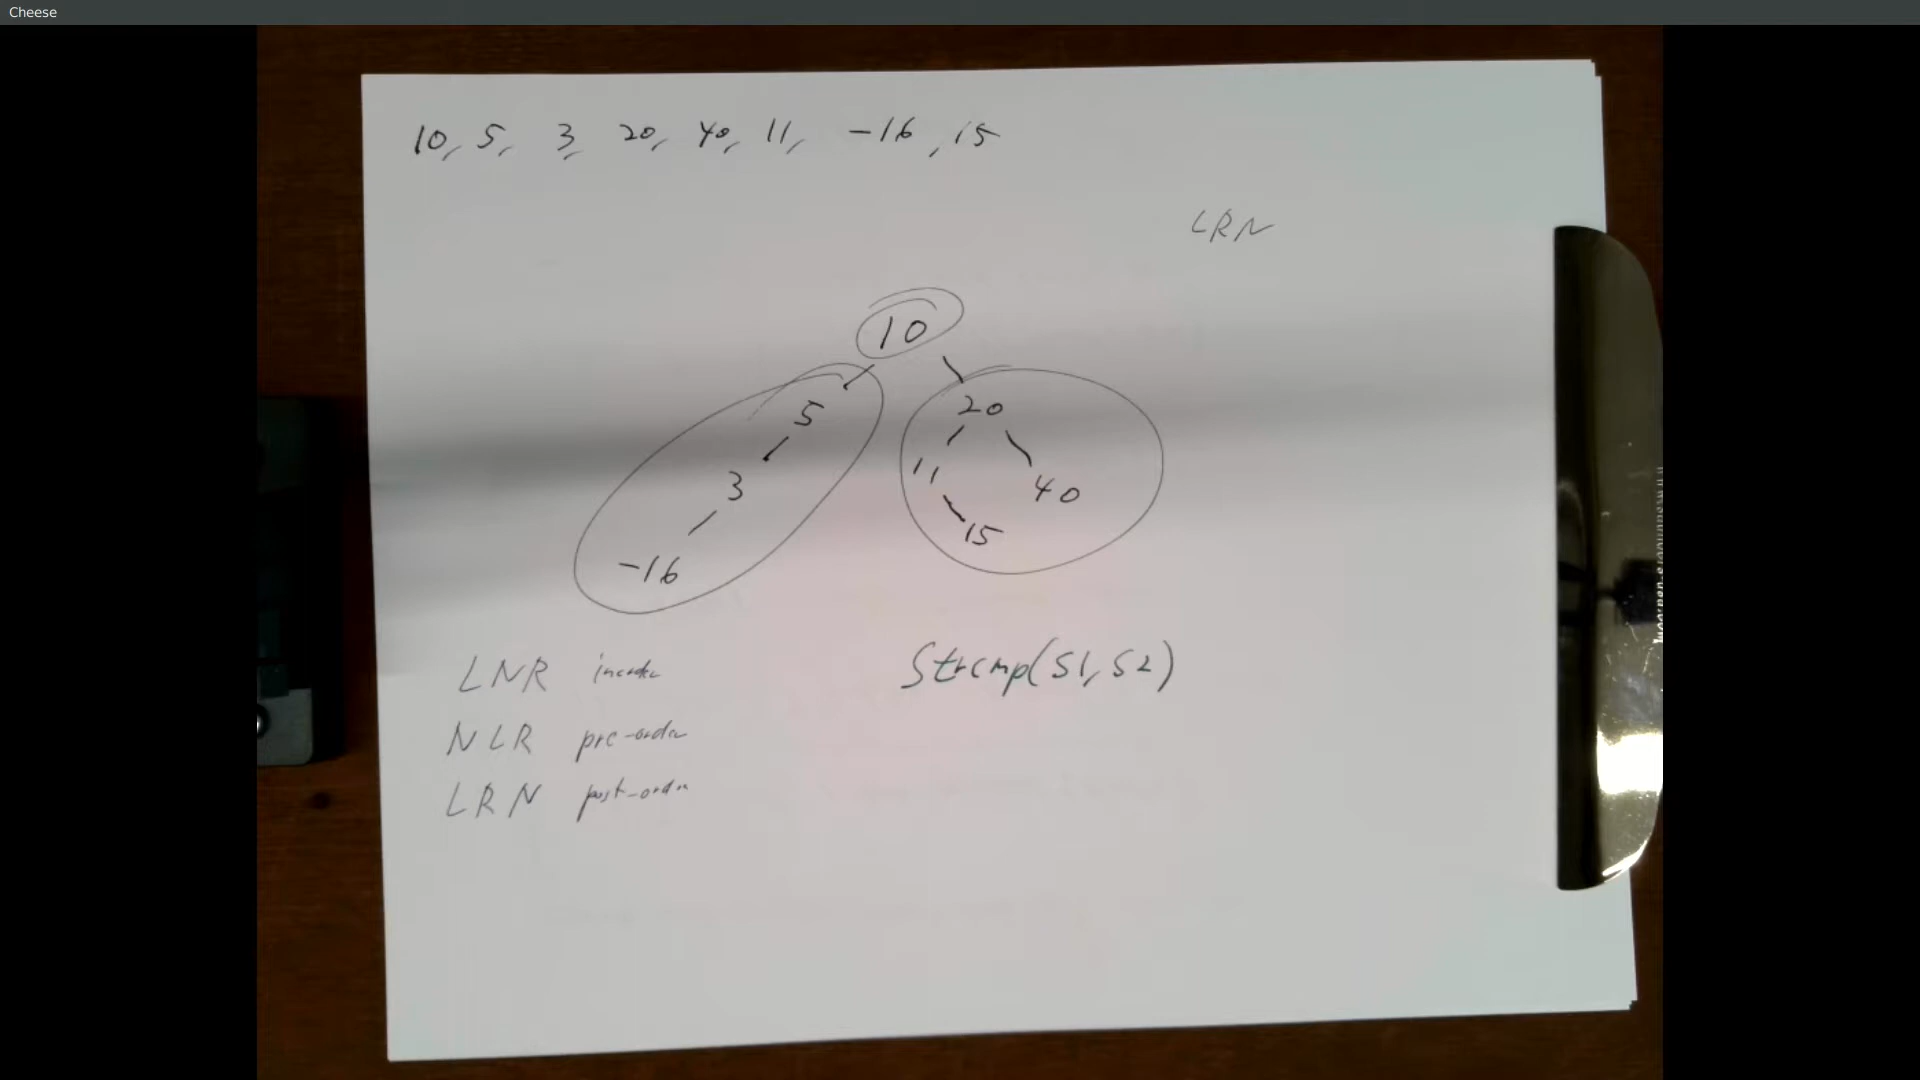 Cheese
10, 5, 3, 20, 40, 11, -16, 15
LRN
10
5 20
3 11 40
-16 15
LNR inorder
Strcmp(S1, S2)
NLR pre-order
LRN post-order